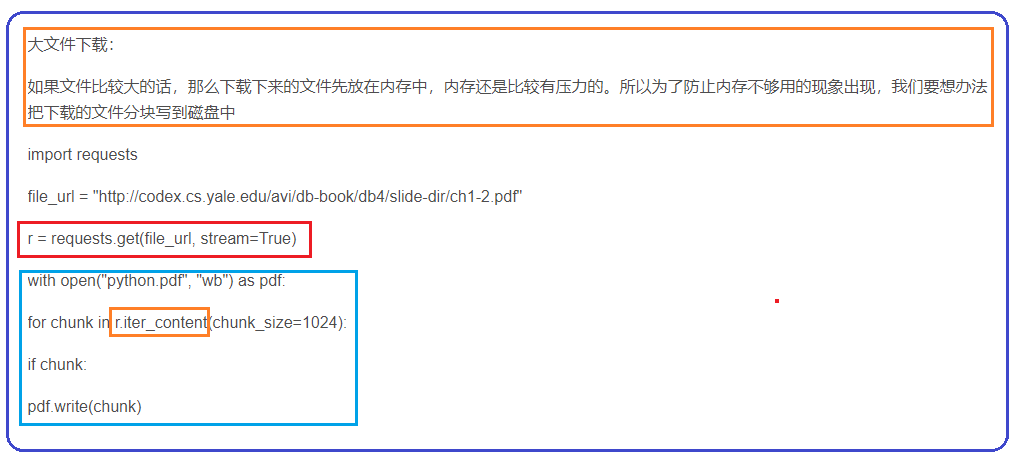 大文件下载：
如果文件比较大的话，那么下载下来的文件先放在内存中，内存还是比较有压力的。所以为了防止内存不够用的现象出现，我们要想办法
把下载的文件分块写到磁盘中
import requests
file_url = "http://codex.cs.yale.edu/avi/db-book/db4/slide-dir/ch1-2.pdf"
r = requests.get(file_url, stream=True)
with open("python.pdf", "wb") as pdf:
for chunk in r.iter_content(chunk_size=1024):
if chunk:
pdf.write(chunk)